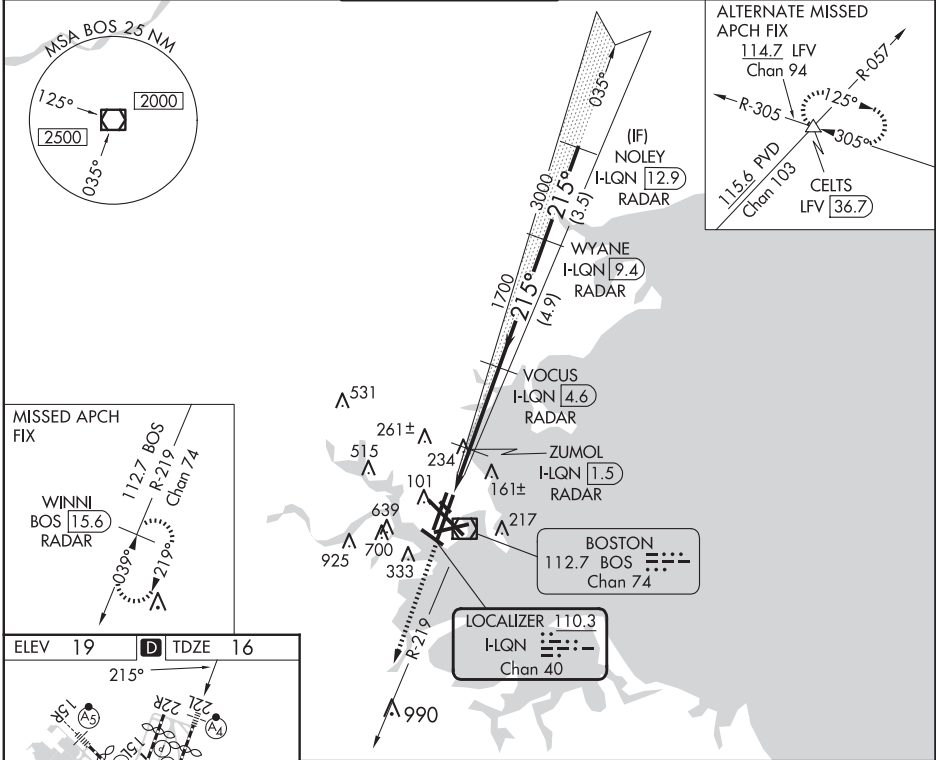 MSA BOS 25 NM
125°
2000
2500
035°
035°
(IF)
NOLEY
I-LQN 12.9
RADAR
3000
215°
(3.5)
WYANE
I-LQN 9.4
RADAR
1700
215°
(4.9)
VOCUS
I-LQN 4.6
RADAR
ZUMOL
I-LQN 1.5
RADAR
531
261±
515
234
101
161±
639
217
925
700
333
BOSTON
112.7 BOS
Chan 74
LOCALIZER 110.3
I-LQN
Chan 40
R-219
990
ALTERNATE MISSED
APCH FIX
114.7 LFV
Chan 94
R-057
R-305
125°
305°
115.6 PVD
Chan 103
CELTS
LFV 36.7
MISSED APCH
FIX
112.7 BOS
R-219
Chan 74
WINNI
BOS 15.6
RADAR
039°
219°
ELEV 19
D
TDZE 16
215°
15R
A5
22R
22L
A4
15L
P